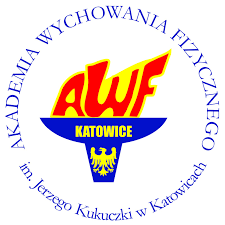 AKADEMIA WYCHOWANIA FIZYCZNEGO
AWF
KATOWICE
im. Jerzego Kukuczki w Katowicach